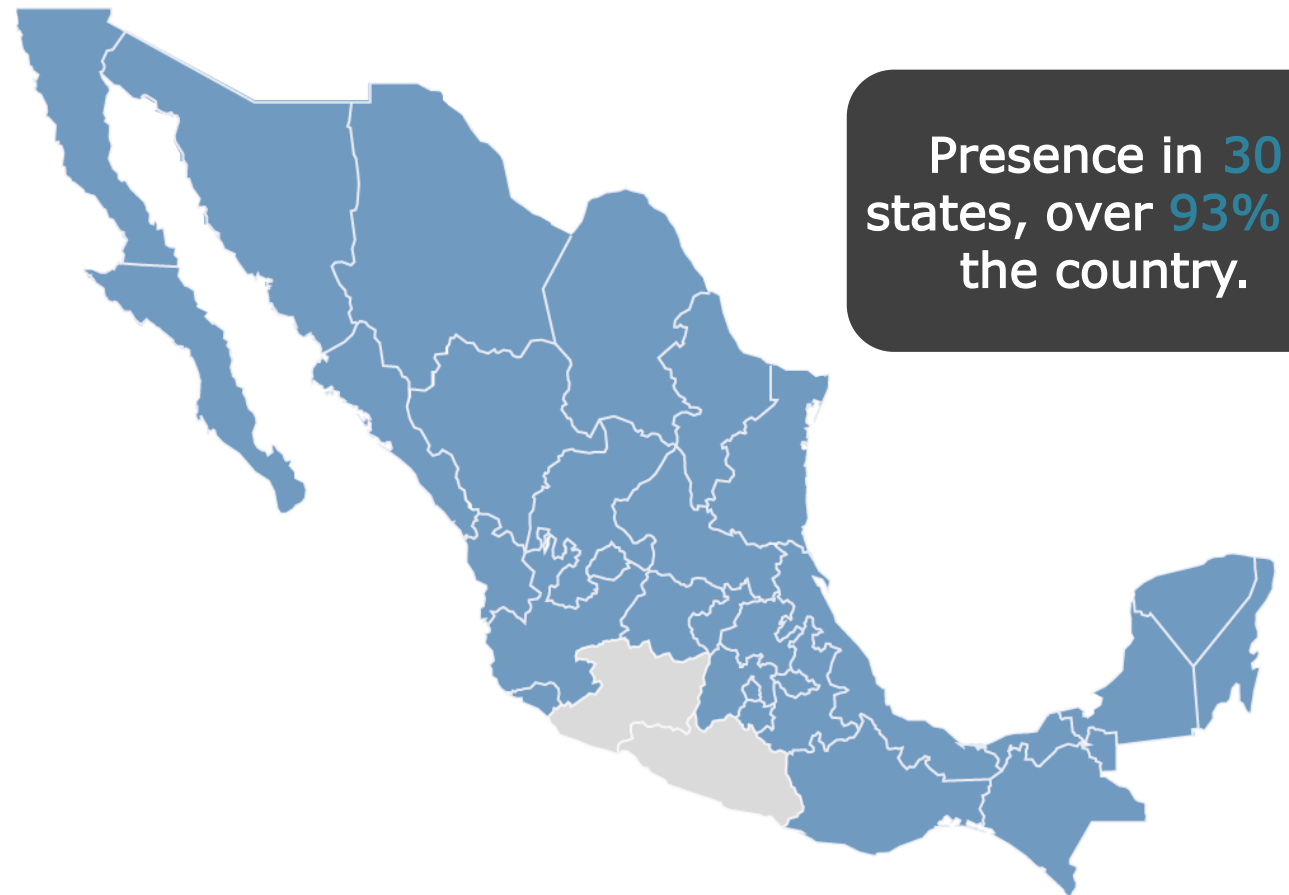 Presence in 30
states, over 93%
the country.